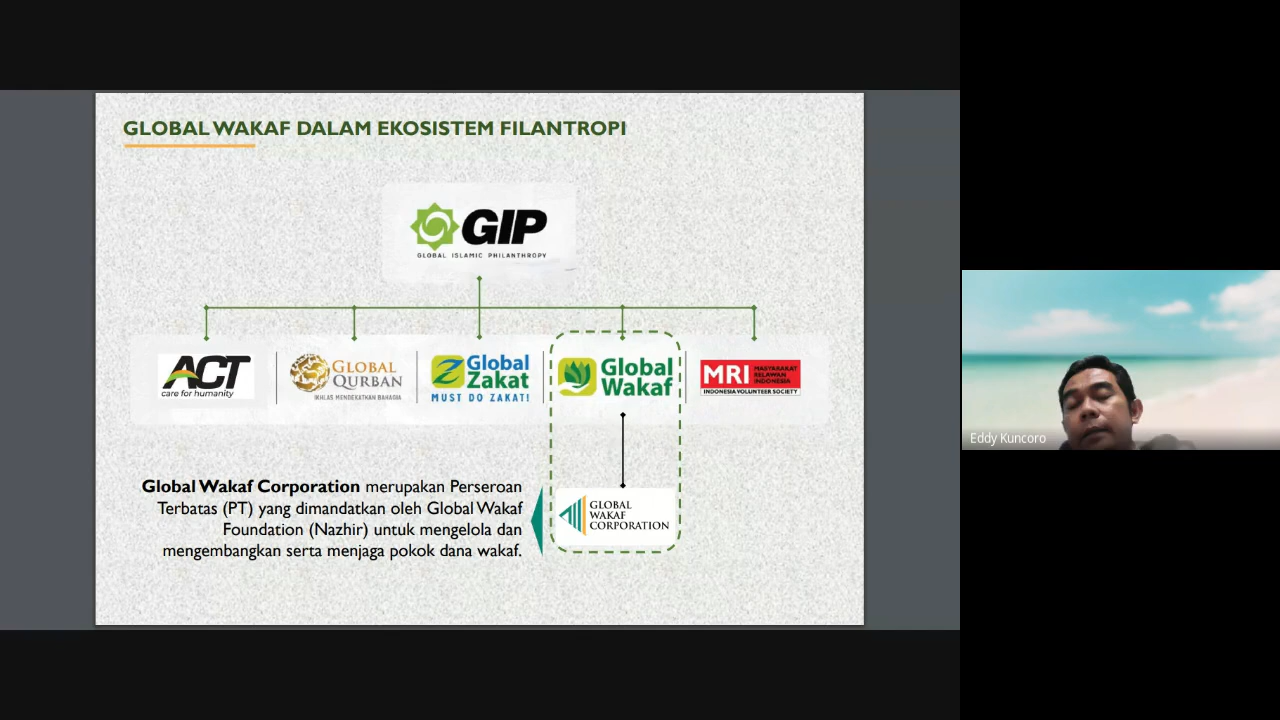 GLOBAL WAKAF DALAM EKOSISTEM FILANTROPI
GIP
GLOBAL ISLAMIC PHILANTHROPY
ACT
care for humanity
GLOBAL
QURBAN
IKHLAS MENDEKATKAN BAHAGIA
Global
Zakat
MUST DO ZAKAT!
Global
Wakaf
MRI
MASYARAKAT
RELAWAN
INDONESIA
INDONESIA VOLUNTEER SOCIETY
Global Wakaf Corporation merupakan Perseroan
Terbatas (PT) yang dimandatkan oleh Global Wakaf
Foundation (Nazhir) untuk mengelola dan
mengembangkan serta menjaga pokok dana wakaf.
GLOBAL
WAKAF
CORPORATION
Eddy Kuncoro